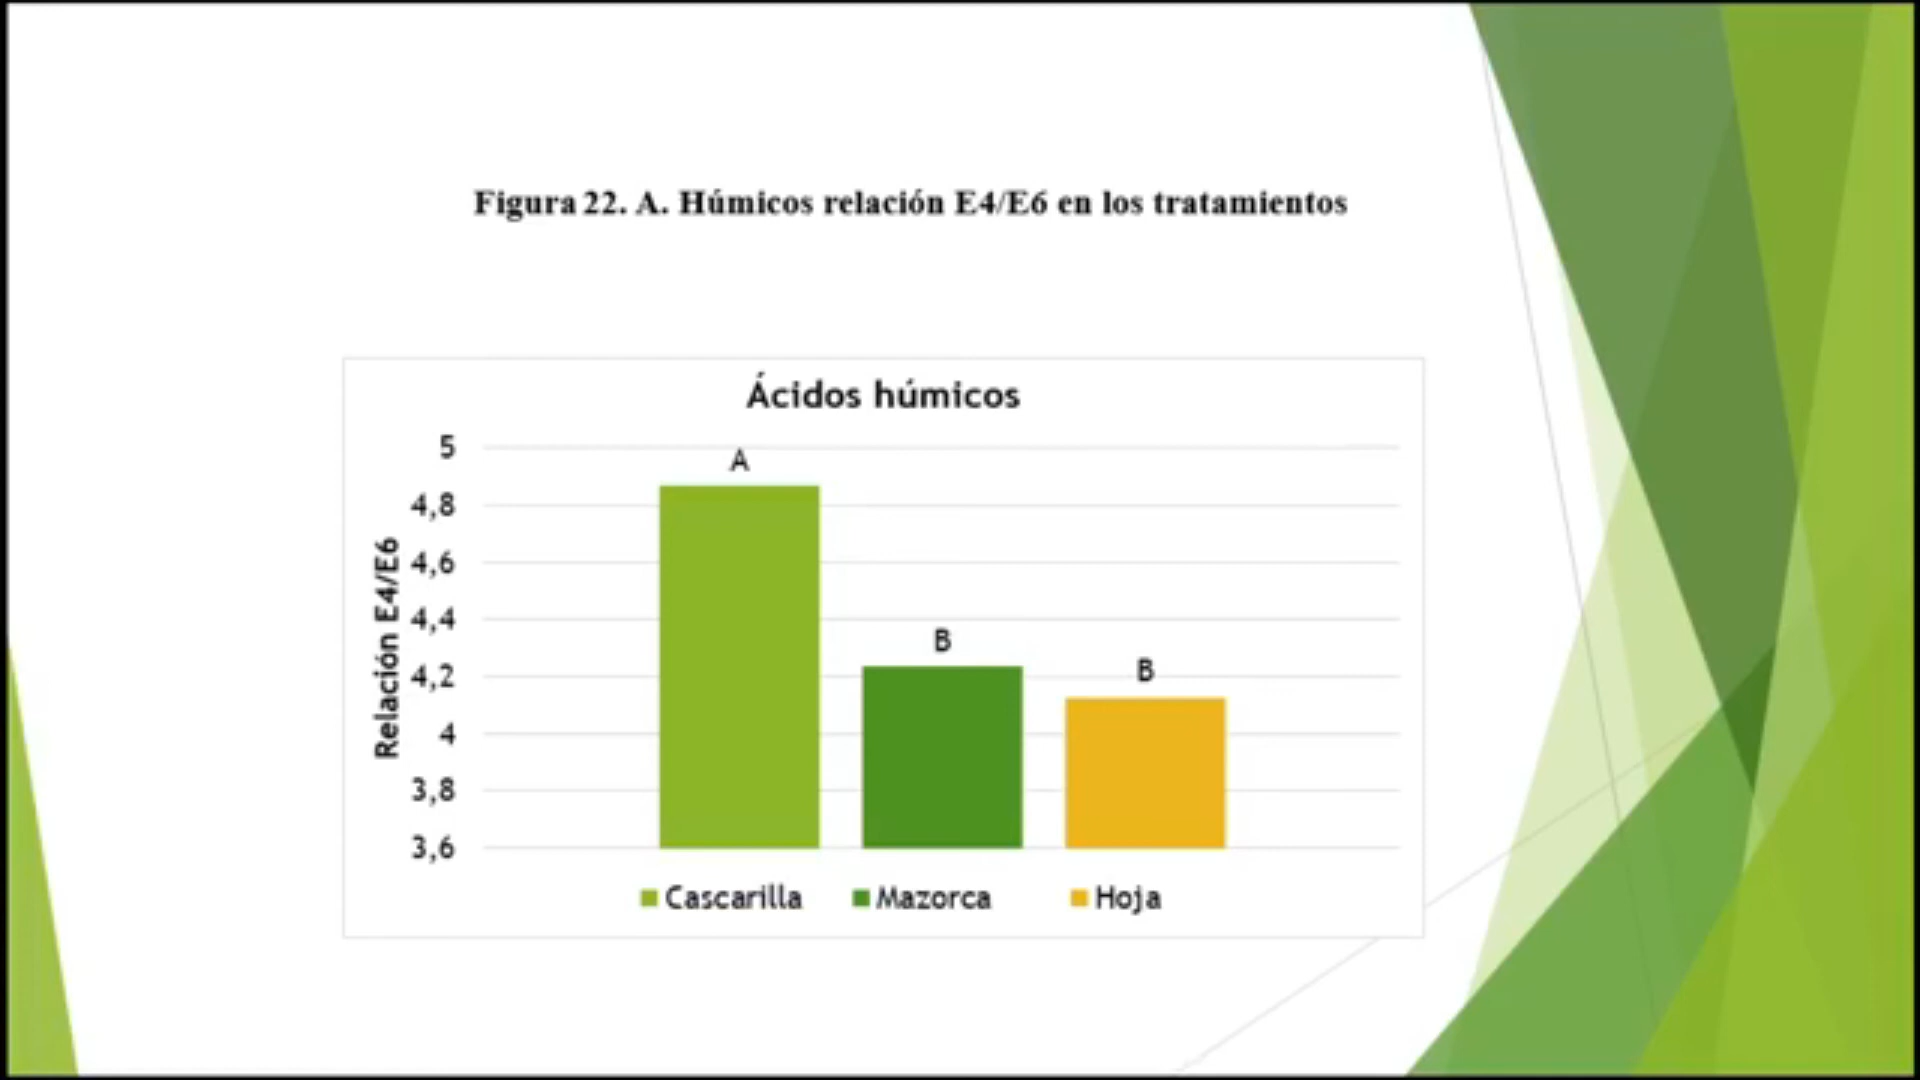 Figura 22. A. Húmicos relación E4/E6 en los tratamientos
Ácidos húmicos
Relación E4/E6
5
4,8
4,6
4,4
4,2
4
3,8
3,6
A
B
B
Cascarilla Mazorca Hoja